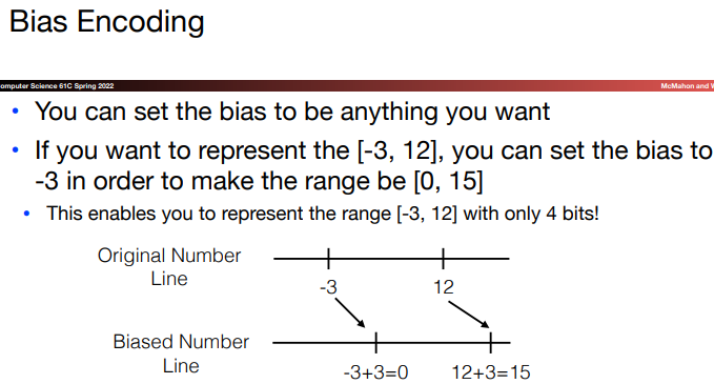 Bias Encoding
omputer Science 61C Spring 2022
McMahon and
• You can set the bias to be anything you want
• If you want to represent the [-3, 12], you can set the bias to
-3 in order to make the range be [0, 15]
• This enables you to represent the range [-3, 12] with only 4 bits!
Original Number
Line
-3
12
Biased Number
Line
-3+3=0
12+3=15